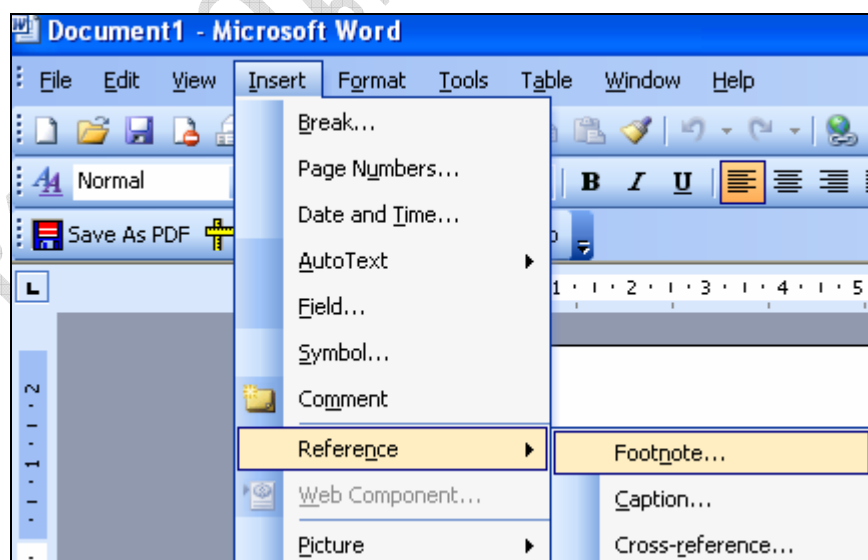 Document1 - Microsoft Word
File Edit View Insert Format Tools Table Window Help
Normal B I U
Save As PDF
L 1 2 3 4 5
Break...
Page Numbers...
Date and Time...
AutoText
Field...
Symbol...
Comment
Reference Footnote...
Web Component... Caption...
Picture Cross-reference...
2
1